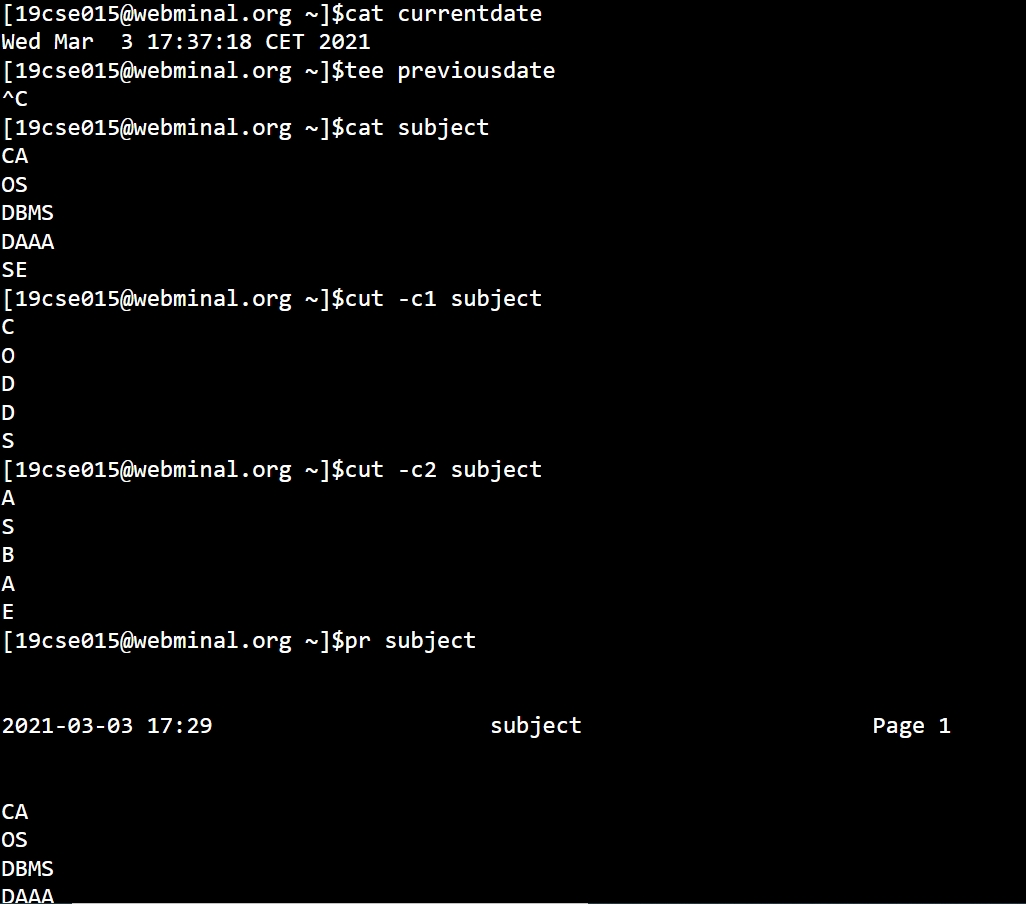 [19cse015@webminal.org ~]$cat currentdate
Wed Mar  3 17:37:18 CET 2021
[19cse015@webminal.org ~]$tee previousdate
^C
[19cse015@webminal.org ~]$cat subject
CA
OS
DBMS
DAAA
SE
[19cse015@webminal.org ~]$cut -c1 subject
C
O
D
D
S
[19cse015@webminal.org ~]$cut -c2 subject
A
S
B
A
E
[19cse015@webminal.org ~]$pr subject
2021-03-03 17:29                     subject                      Page 1
CA
OS
DBMS
DAAA